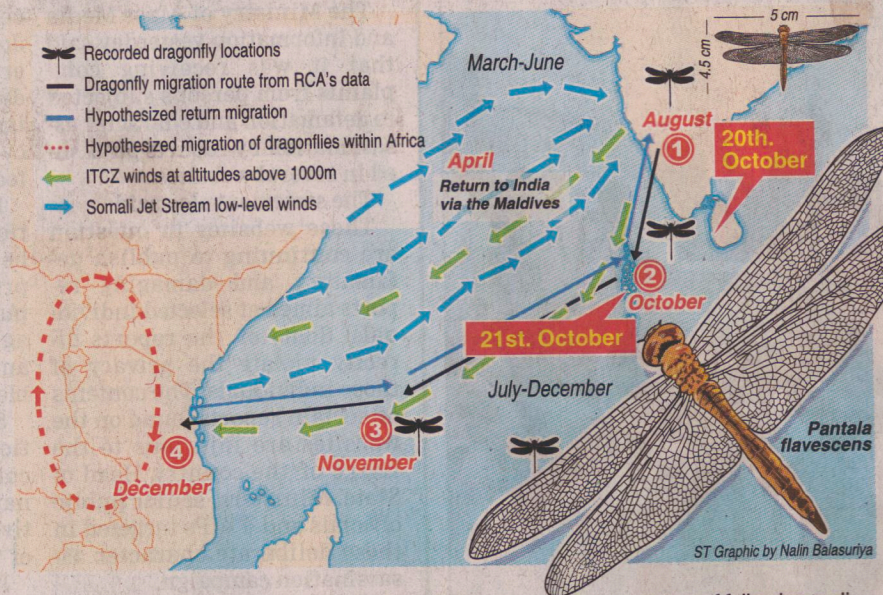 Recorded dragonfly locations
Dragonfly migration route from RCA's data
Hypothesized return migration
Hypothesized migration of dragonflies within Africa
ITCZ winds at altitudes above 1000m
Somali Jet Stream low-level winds
March-June
5 cm
4.5 cm
August
1
20th.
October
April
Return to India
via the Maldives
2
October
21st. October
July-December
3
November
4
December
Pantala
flavescens
ST Graphic by Nalin Balasuriya